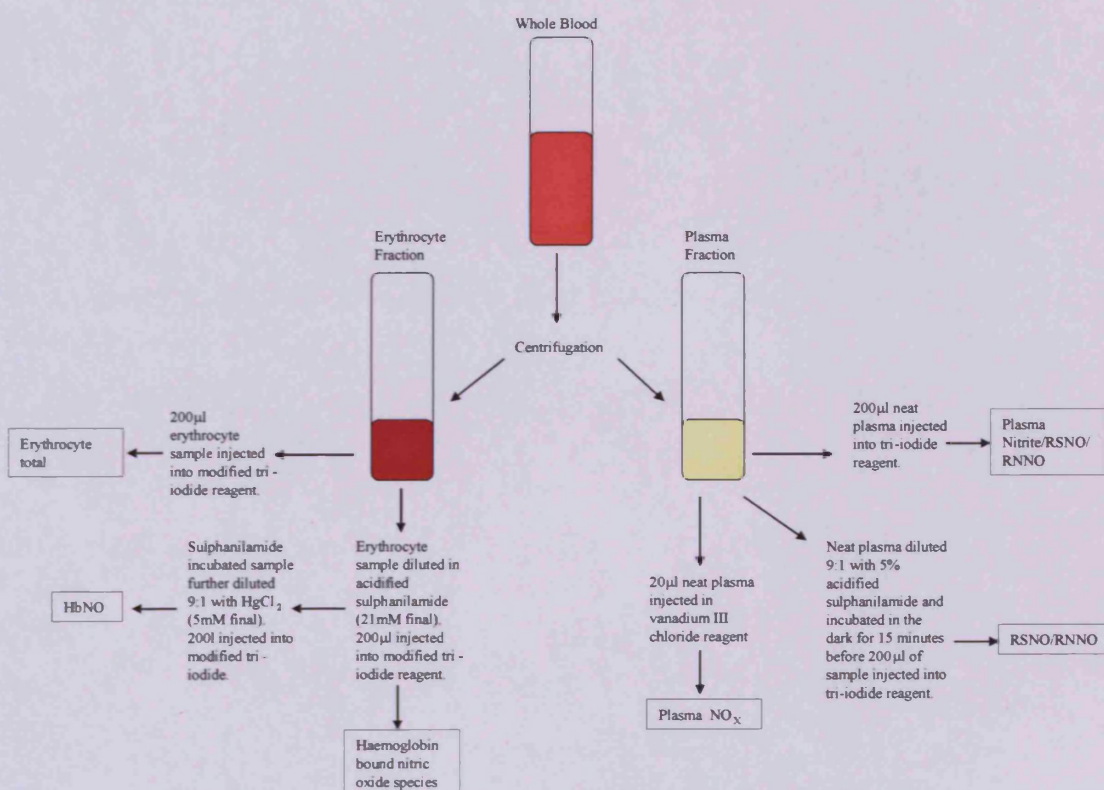 Whole Blood
Erythrocyte
Fraction
Plasma
Fraction
Centrifugation
200µl
erythrocyte
sample injected
into modified tri -
iodide reagent.
Erythrocyte
total
200µl neat
plasma injected
into tri-iodide
reagent.
Plasma
Nitrite/RSNO/
RNNO
Sulphanilamide
incubated sample
further diluted
9:1 with HgCl₂
(5mM final).
200l injected into
modified tri -
iodide.
HbNO
Erythrocyte
sample diluted in
acidified
sulphanilamide
(21mM final).
200µl injected
into modified tri -
iodide reagent.
Haemoglobin
bound nitric
oxide species
20µl neat plasma
injected in
vanadium III
chloride reagent
Plasma NOₓ
Neat plasma diluted
9:1 with 5%
acidified
sulphanilamide and
incubated in the
dark for 15 minutes
before 200µl of
sample injected into
tri-iodide reagent.
RSNO/RNNO